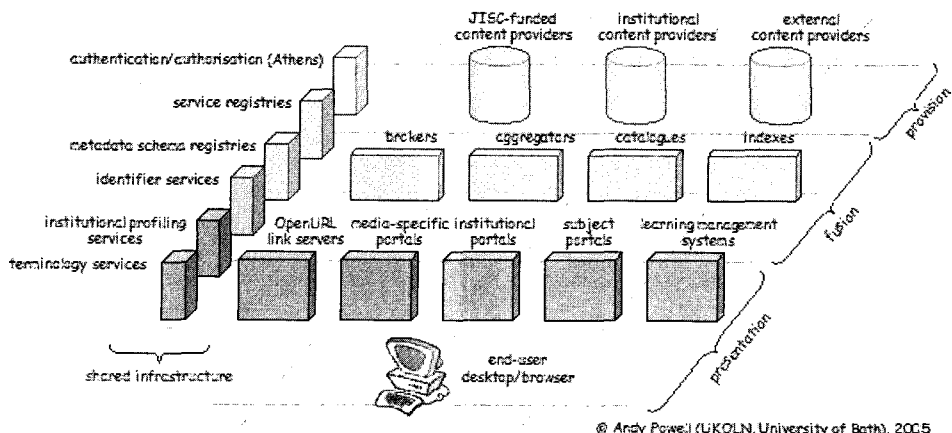 JISC-funded
content providers
institutional
content providers
external
content providers
authentication/authorisation (Athens)
service registries
provision
brokers
aggregators
catalogues
indexes
metadata schema registries
identifier services
fusion
institutional profiling
services
OpenURL
link servers
media-specific
portals
institutional
portals
subject
portals
learning management
systems
terminology services
presentation
end-user
desktop/browser
shared infrastructure
© Andy Powell (UKOLN, University of Bath), 2005